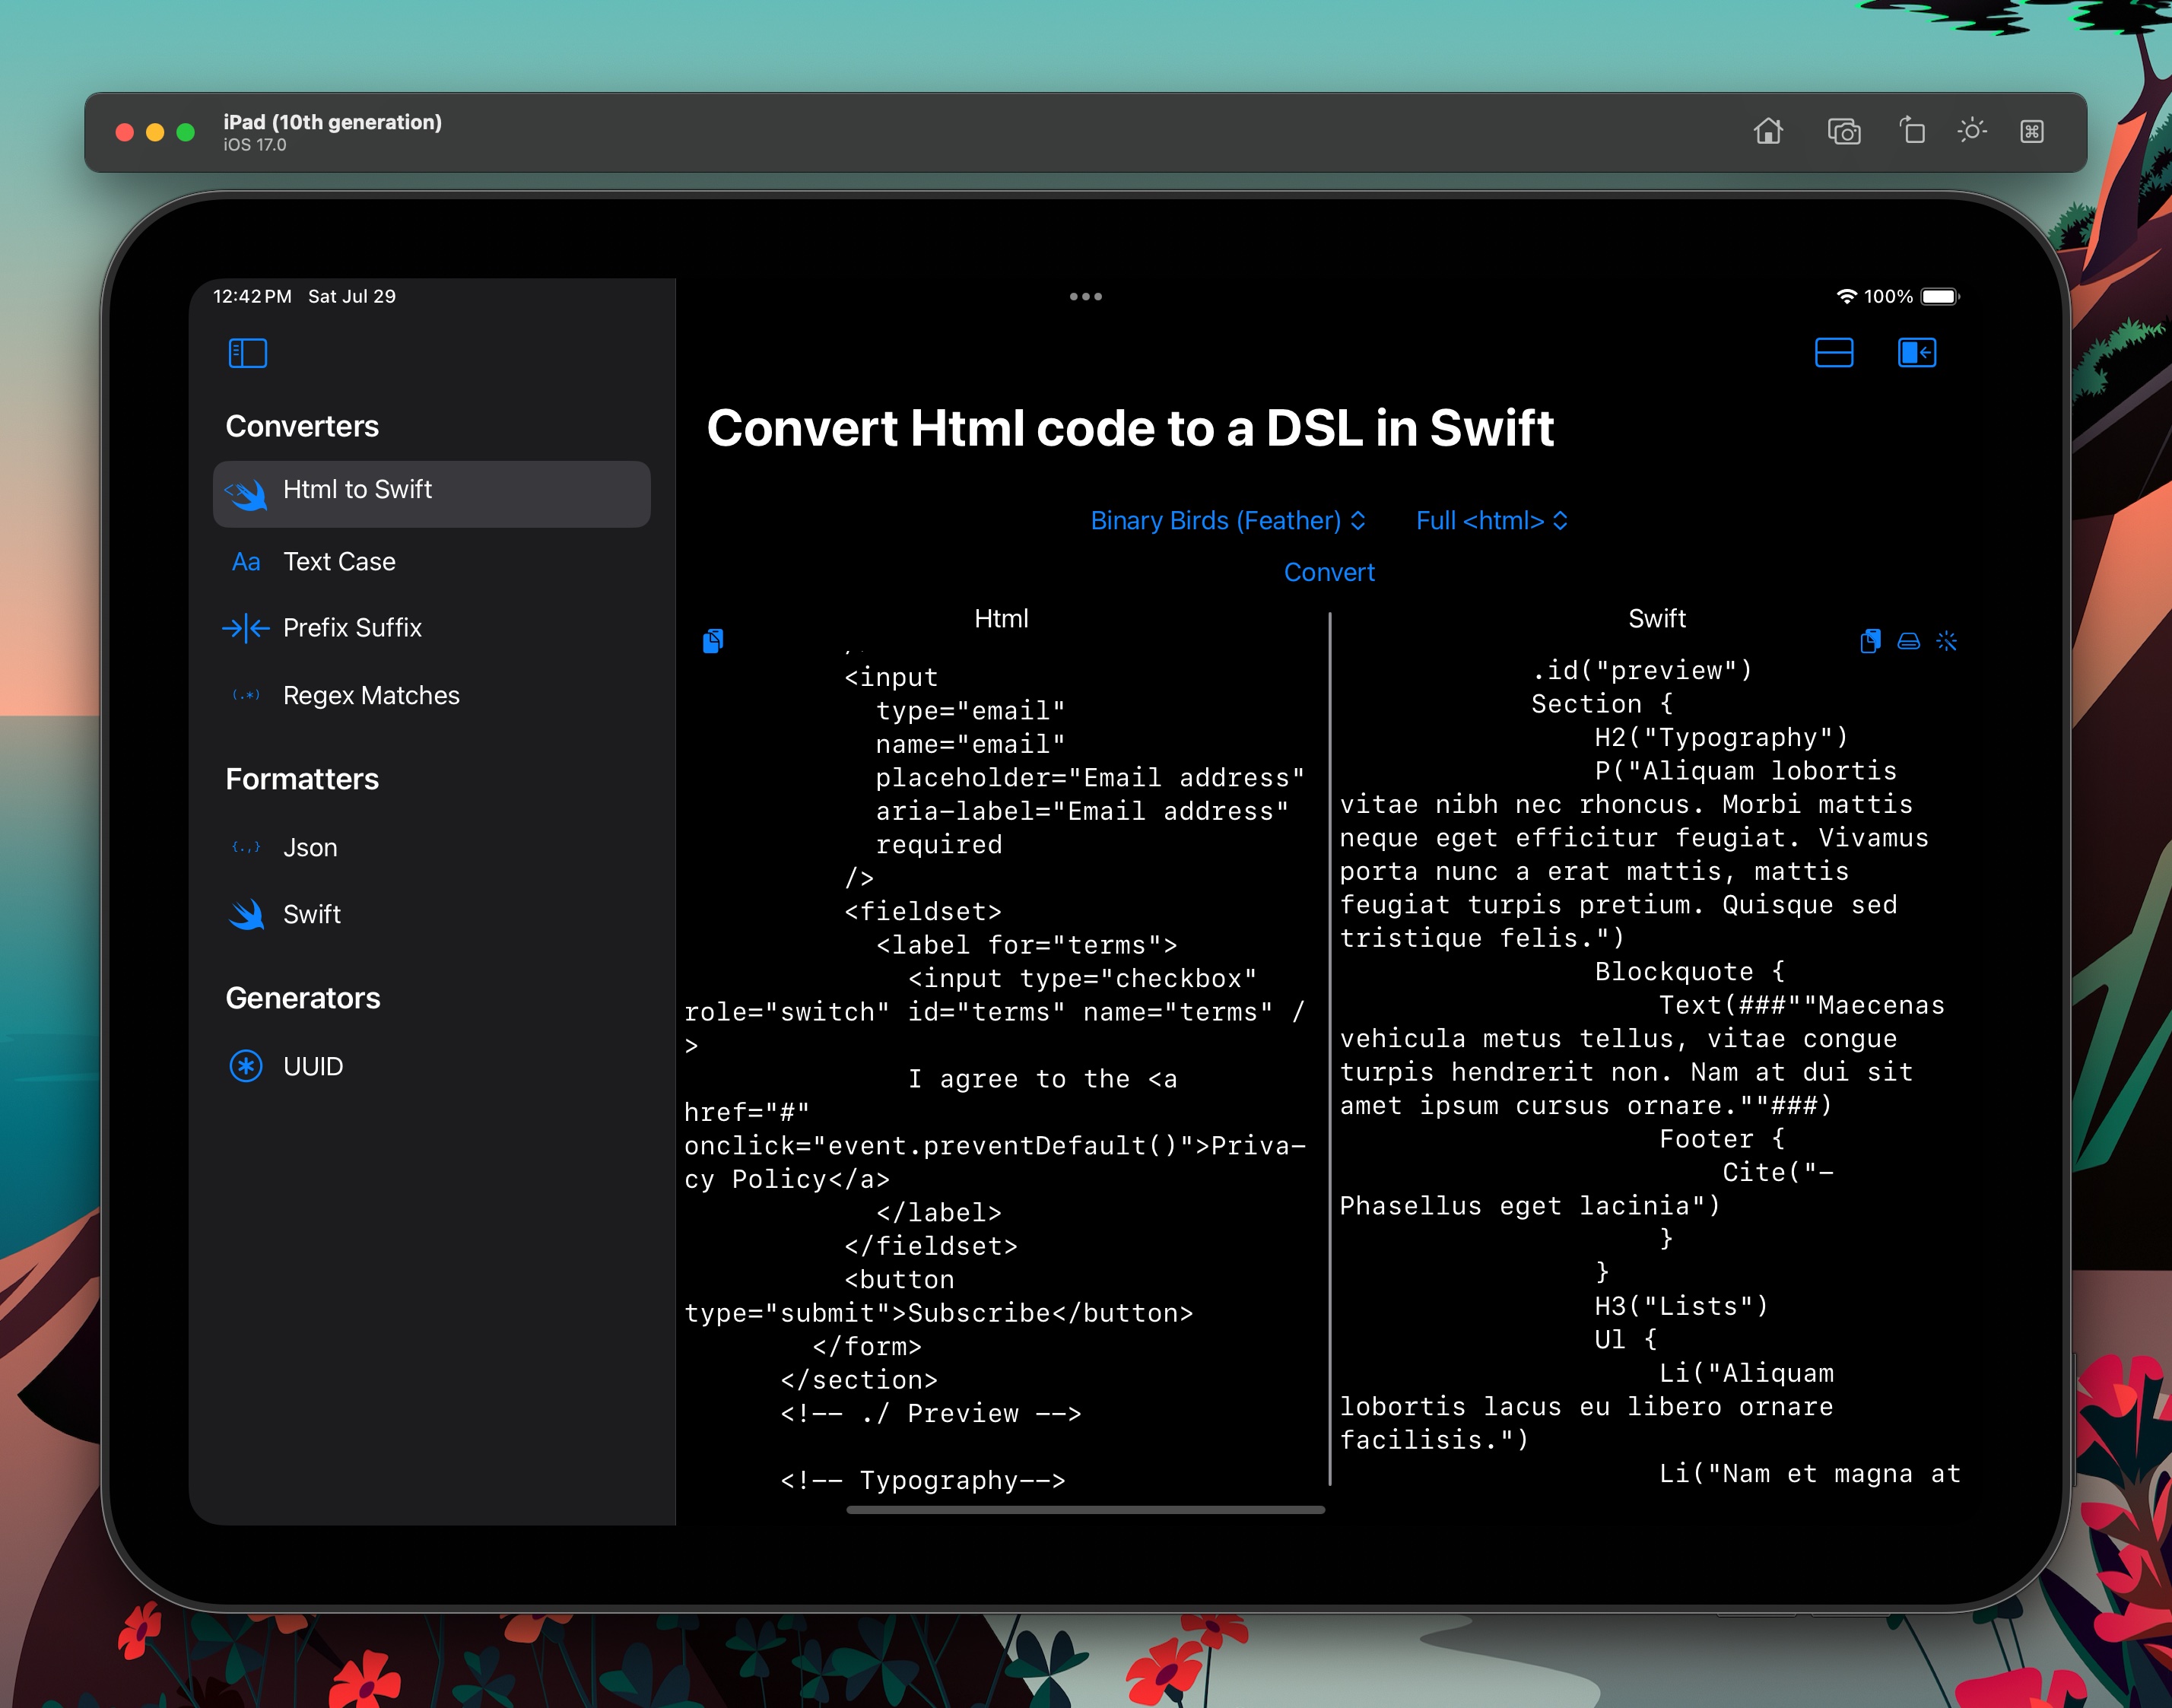 iPad (10th generation)
iOS 17.0
12:42 PM Sat Jul 29
100%
Converters
Html to Swift
Aa Text Case
Prefix Suffix
(.*) Regex Matches
Formatters
{.,} Json
Swift
Generators
UUID
Convert Html code to a DSL in Swift
Binary Birds (Feather) Full <html>
Convert
Html
<input
type="email"
name="email"
placeholder="Email address"
aria-label="Email address"
required
/>
<fieldset>
<label for="terms">
<input type="checkbox"
role="switch" id="terms" name="terms" /
>
I agree to the <a
href="#"
onclick="event.preventDefault()">Priva-
cy Policy</a>
</label>
</fieldset>
<button
type="submit">Subscribe</button>
</form>
</section>
<!-- ./ Preview -->
<!-- Typography-->
Swift
.id("preview")
Section {
H2("Typography")
P("Aliquam lobortis
vitae nibh nec rhoncus. Morbi mattis
neque eget efficitur feugiat. Vivamus
porta nunc a erat mattis, mattis
feugiat turpis pretium. Quisque sed
tristique felis.")
Blockquote {
Text(###""Maecenas
vehicula metus tellus, vitae congue
turpis hendrerit non. Nam at dui sit
amet ipsum cursus ornare.""###)
Footer {
Cite("–
Phasellus eget lacinia")
}
}
H3("Lists")
Ul {
Li("Aliquam
lobortis lacus eu libero ornare
facilisis.")
Li("Nam et magna at